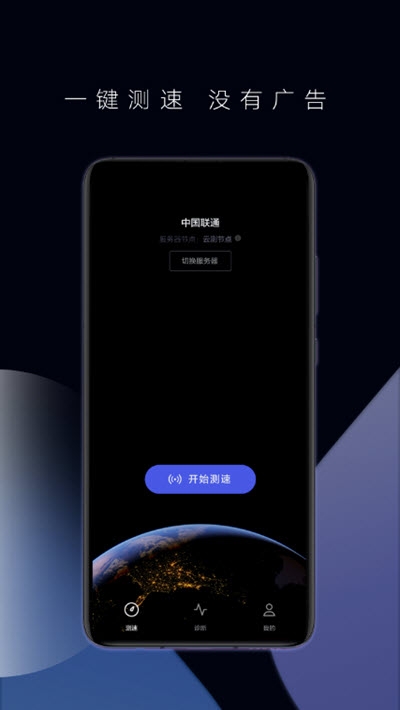 一键测速 没有广告
中国联通
服务器节点 云测节点
切换服务器
开始测速
测速 诊断 我的